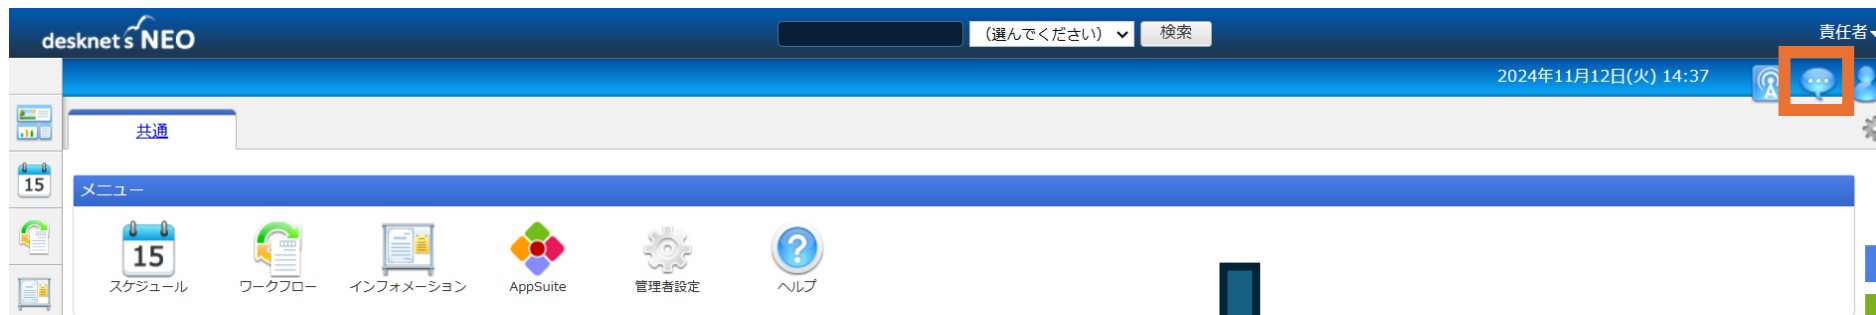 desknet's NEO
(選んでください) 検索
責任者
2024年11月12日(火) 14:37
共通
15
メニュー
15
スケジュール ワークフロー インフォメーション AppSuite 管理者設定 ヘルプ